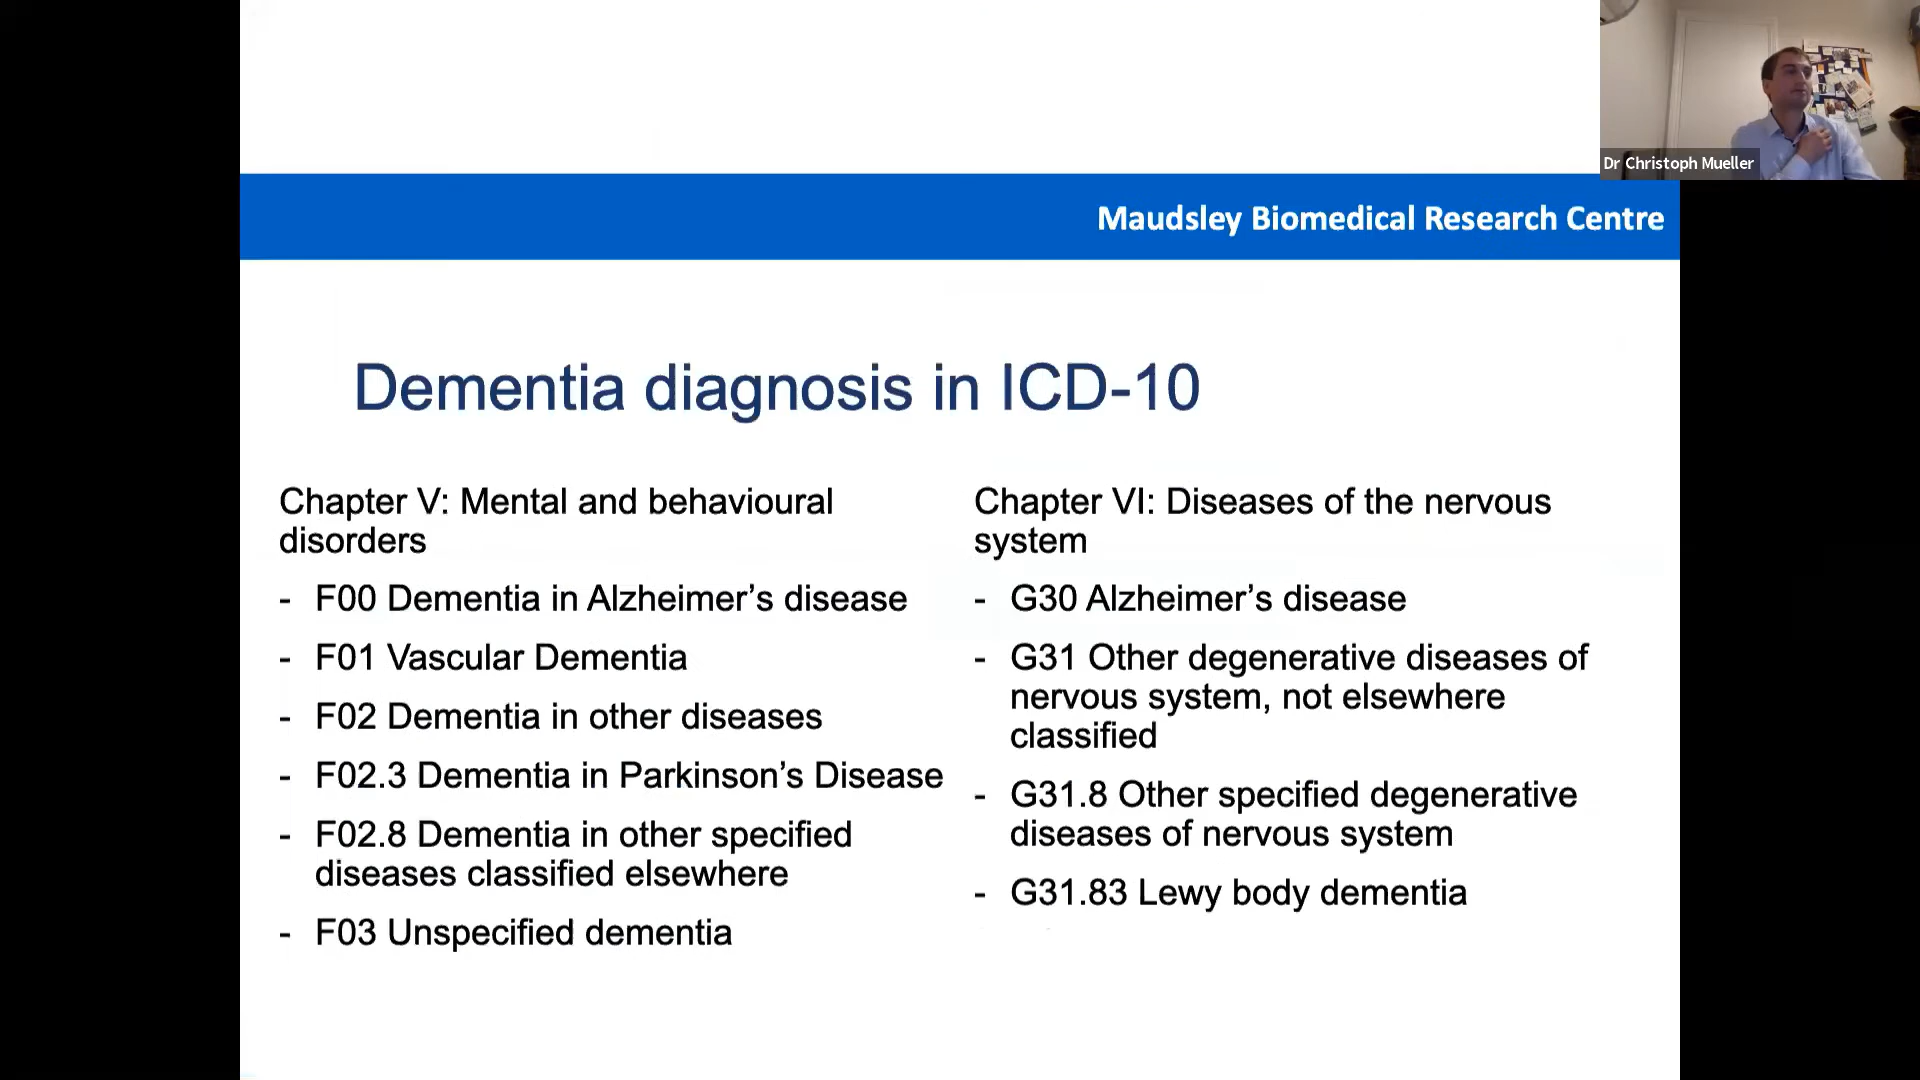 Dr Christoph Mueller
Maudsley Biomedical Research Centre
Dementia diagnosis in ICD-10
Chapter V: Mental and behavioural
disorders
- F00 Dementia in Alzheimer’s disease
- F01 Vascular Dementia
- F02 Dementia in other diseases
- F02.3 Dementia in Parkinson’s Disease
- F02.8 Dementia in other specified
diseases classified elsewhere
- F03 Unspecified dementia
Chapter VI: Diseases of the nervous
system
- G30 Alzheimer’s disease
- G31 Other degenerative diseases of
nervous system, not elsewhere
classified
- G31.8 Other specified degenerative
diseases of nervous system
- G31.83 Lewy body dementia